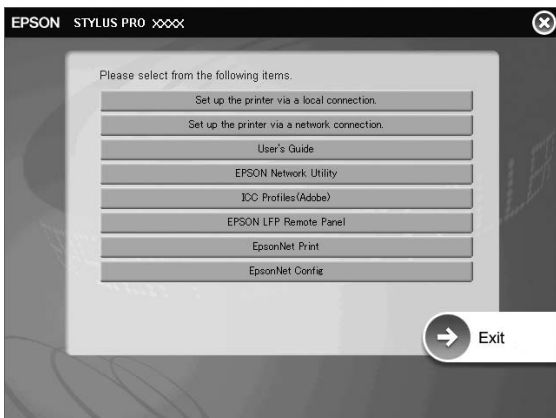 EPSON STYLUS PRO XXXX
Please select from the following items.
Set up the printer via a local connection.
Set up the printer via a network connection.
User's Guide
EPSON Network Utility
ICC Profiles(Adobe)
EPSON LFP Remote Panel
EpsonNet Print
EpsonNet Config
Exit